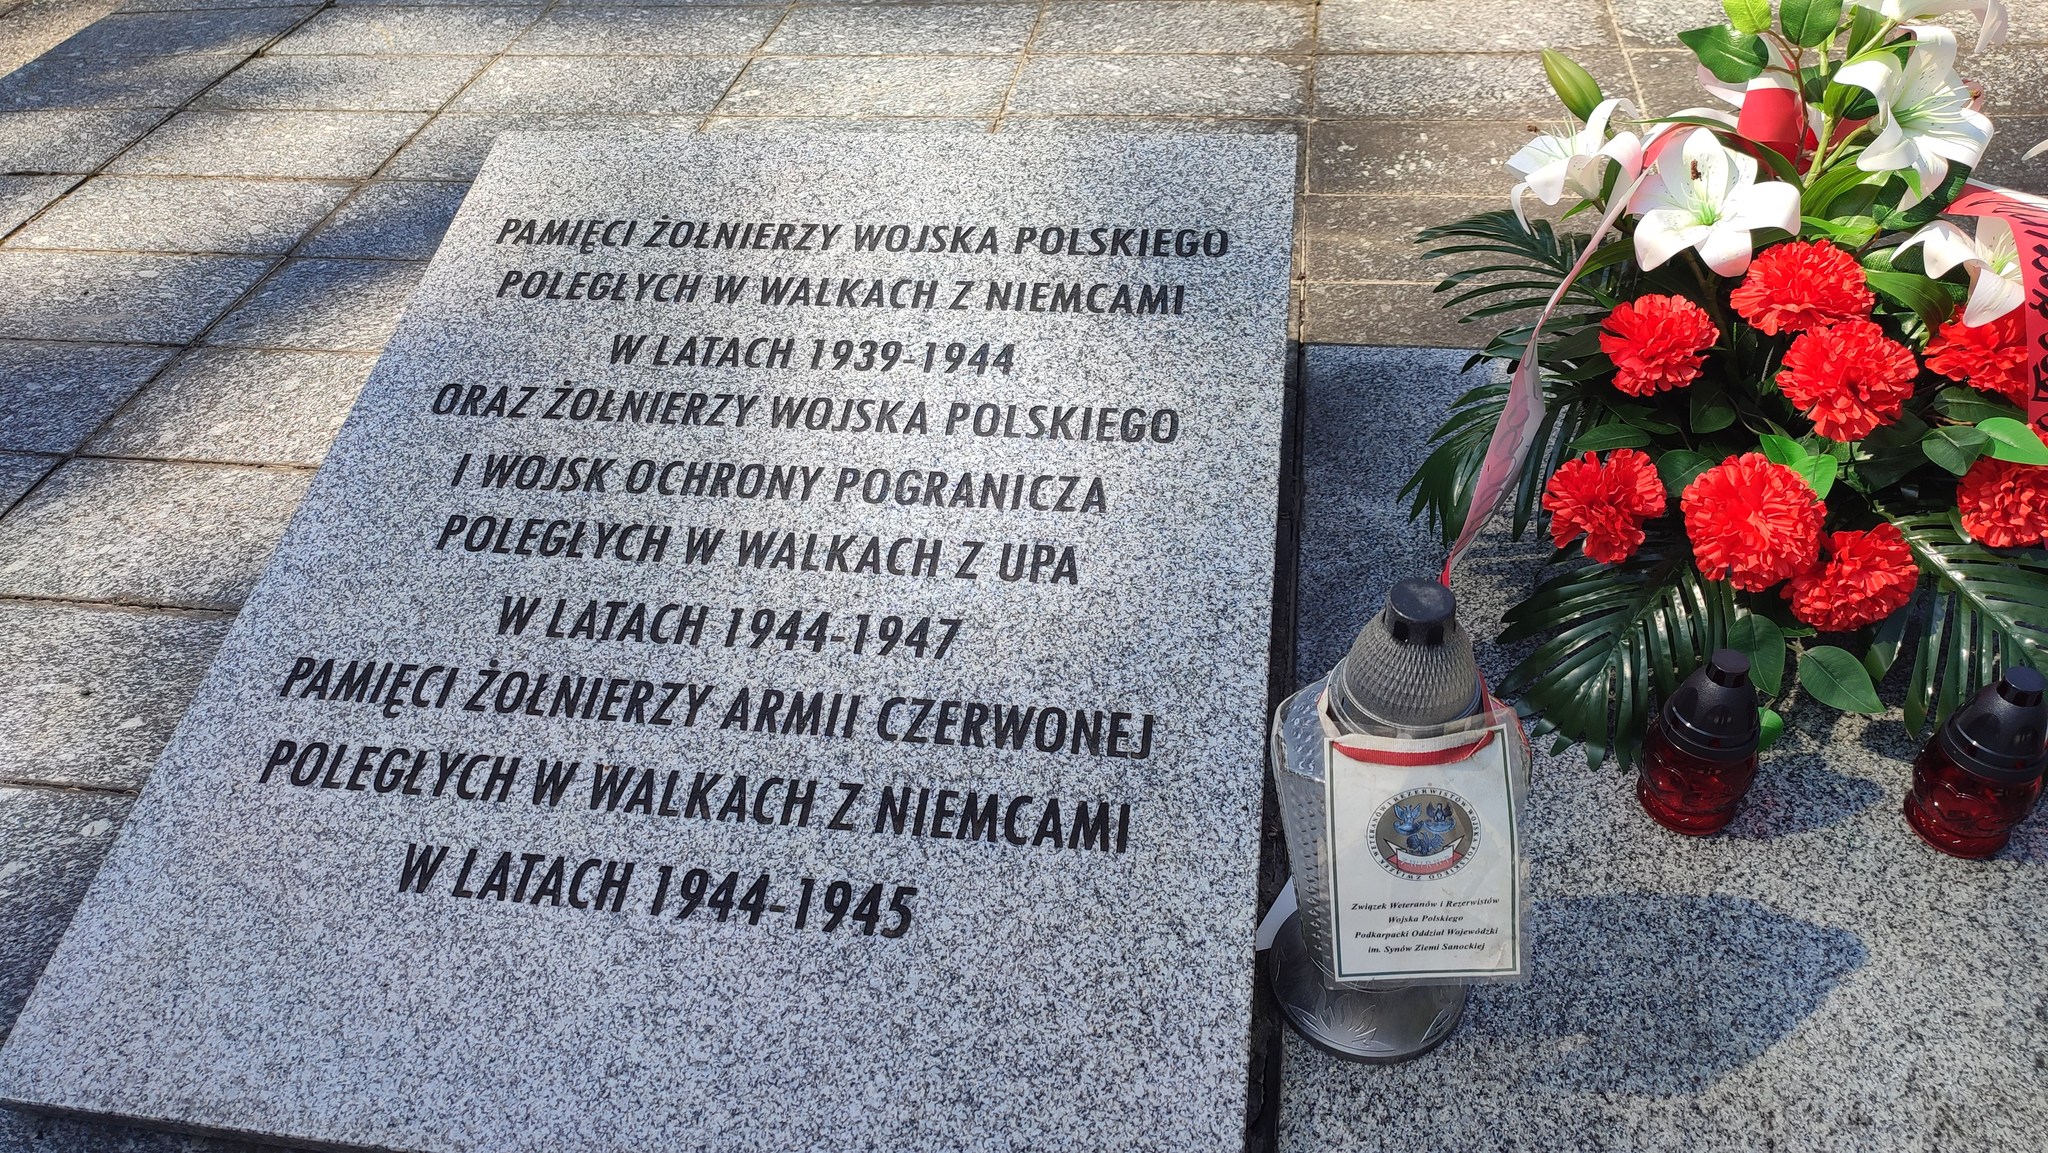 PAMIĘCI ŻOŁNIERZY WOJSKA POLSKIEGO
POLEGŁYCH W WALKACH Z NIEMCAMI
W LATACH 1939-1944
ORAZ ŻOŁNIERZY WOJSKA POLSKIEGO
I WOJSK OCHRONY POGRANICZA
POLEGŁYCH W WALKACH Z UPA
W LATACH 1944-1947
PAMIĘCI ŻOŁNIERZY ARMII CZERWONEJ
POLEGŁYCH W WALKACH Z NIEMCAMI
W LATACH 1944-1945
Związek Weteranów i Rezerwistów
Wojska Polskiego
Podkarpacki Oddział Wojewódzki
im. Synów Ziemi Sanockiej